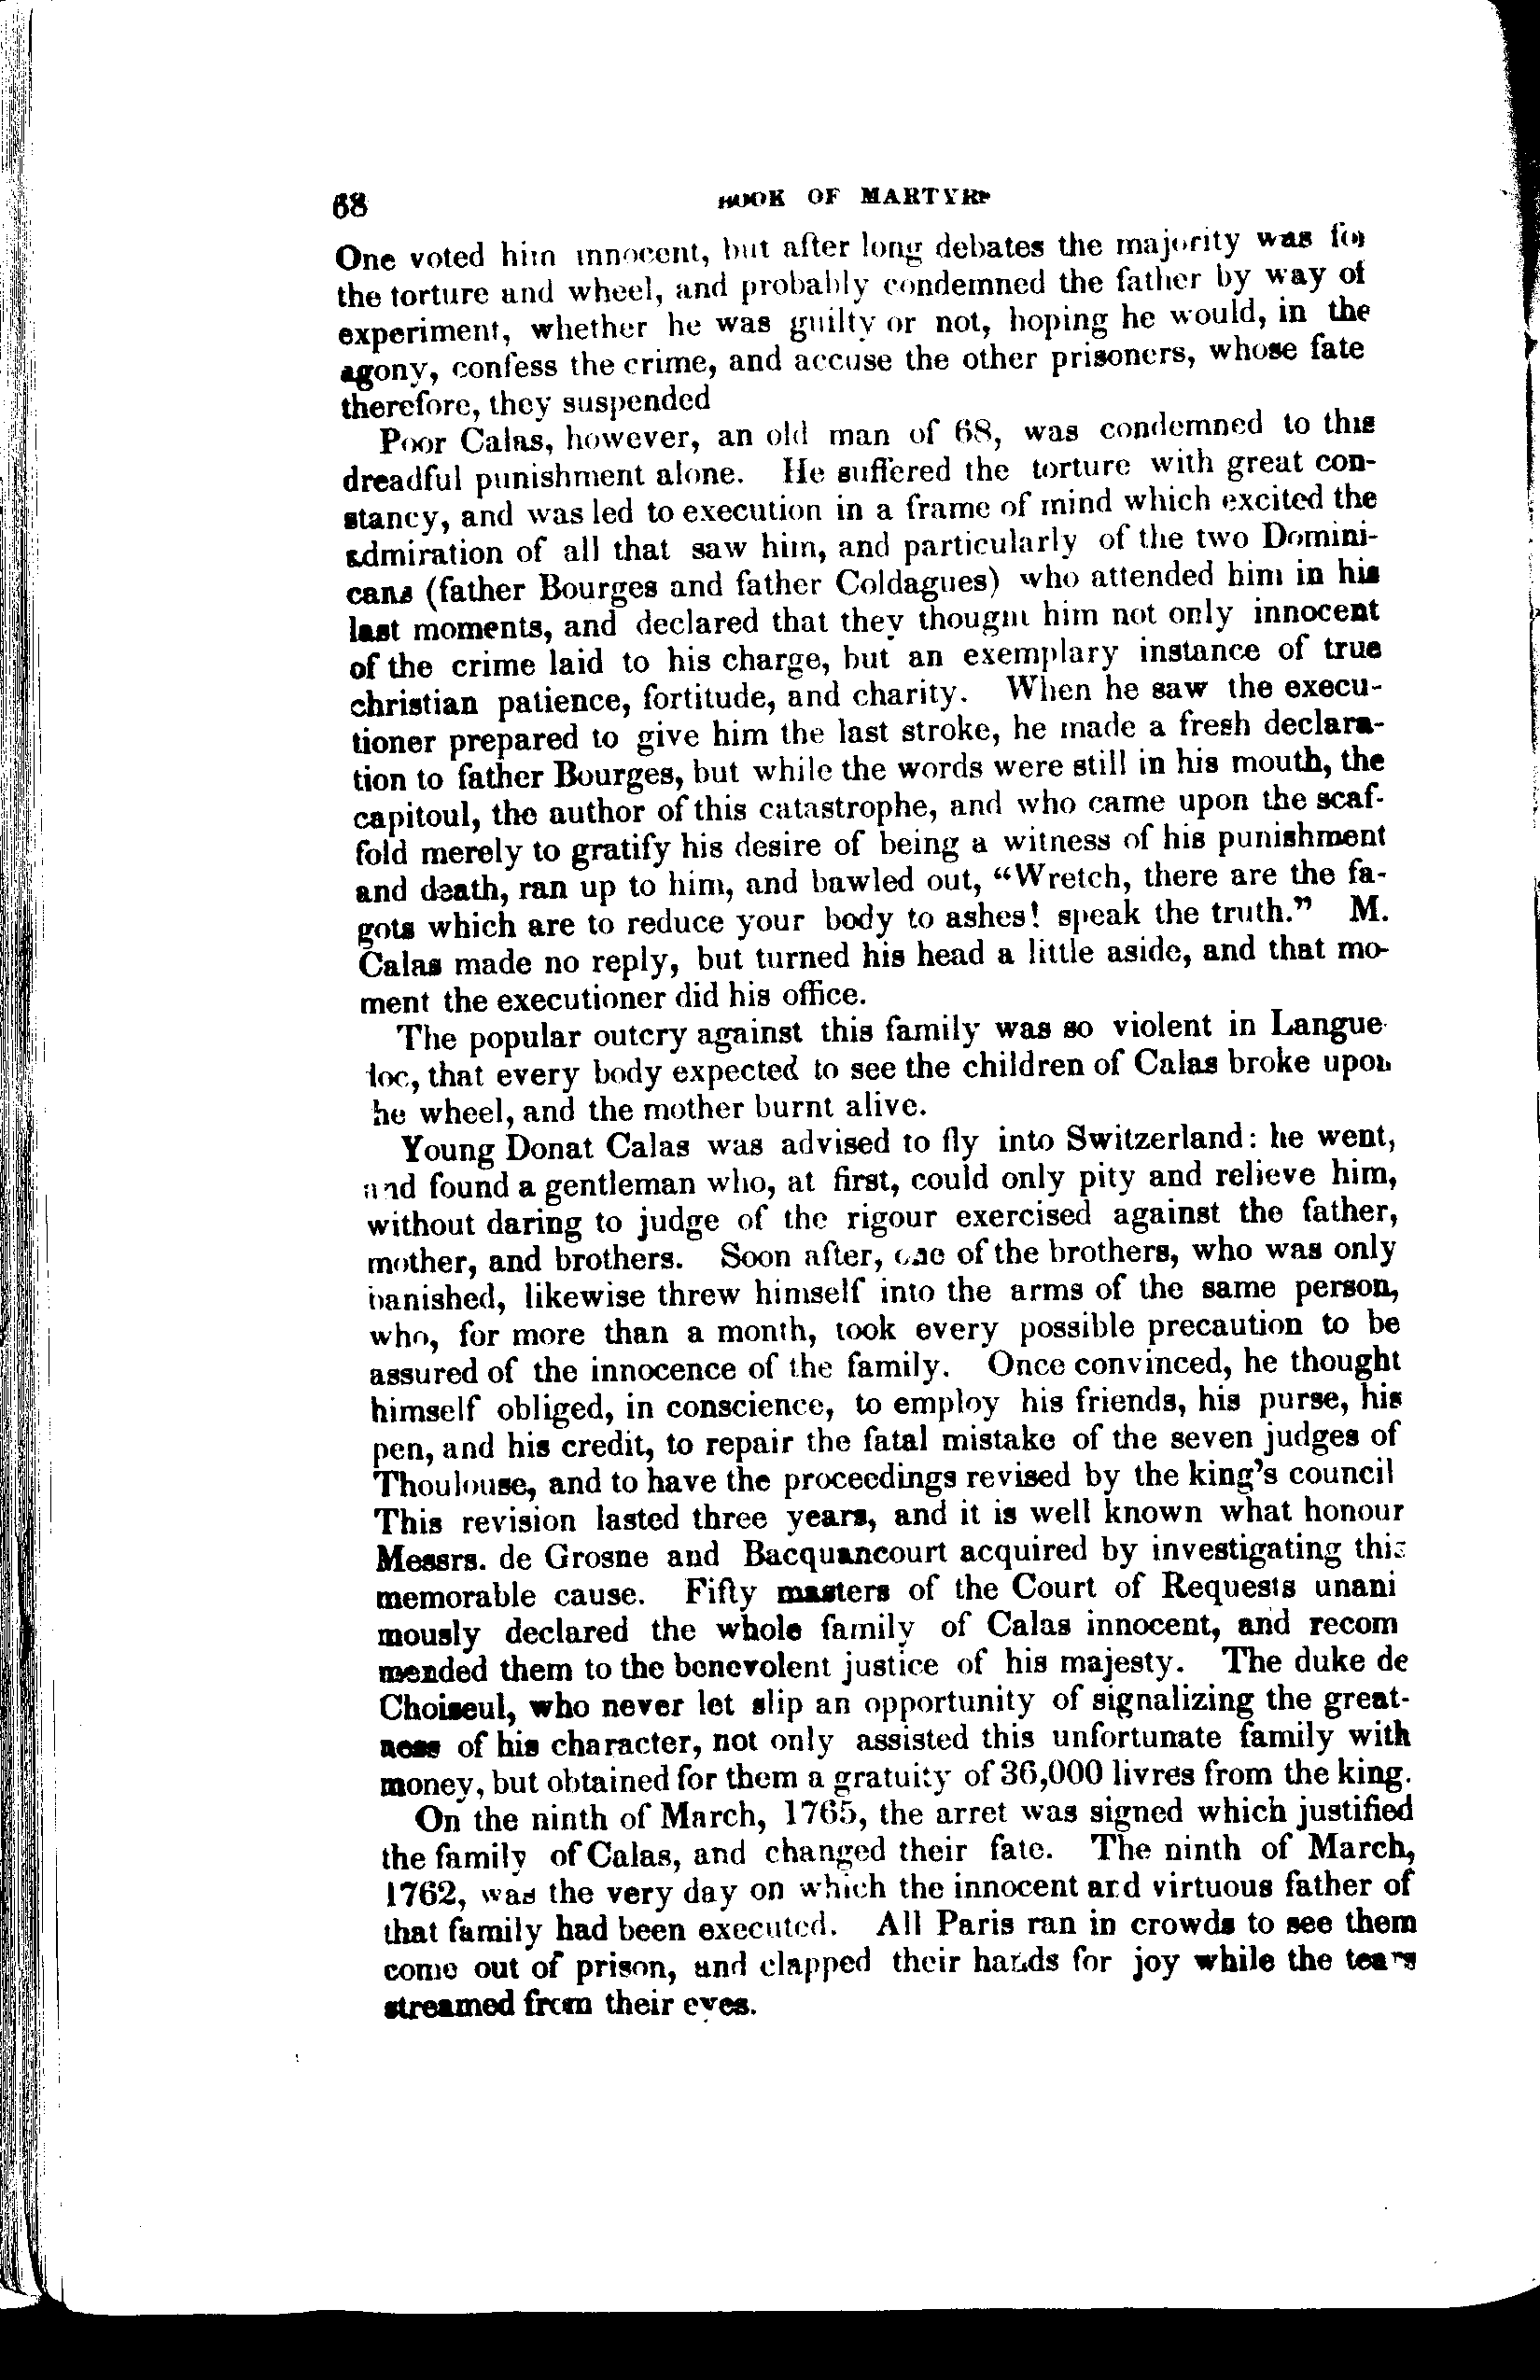 68 BOOK OF MARTYRS
One voted him innocent, but after long debates the majority was for
the torture and wheel, and probably condemned the father by way of
experiment, whether he was guilty or not, hoping he would, in the
agony, confess the crime, and accuse the other prisoners, whose fate
therefore, they suspended
Poor Calas, however, an old man of 68, was condemned to this
dreadful punishment alone. He suffered the torture with great con-
stancy, and was led to execution in a frame of mind which excited the
admiration of all that saw him, and particularly of the two Domini-
cans (father Bourges and father Coldagues) who attended him in his
last moments, and declared that they thought him not only innocent
of the crime laid to his charge, but an exemplary instance of true
christian patience, fortitude, and charity. When he saw the execu-
tioner prepared to give him the last stroke, he made a fresh declara-
tion to father Bourges, but while the words were still in his mouth, the
capitoul, the author of this catastrophe, and who came upon the scaf-
fold merely to gratify his desire of being a witness of his punishment
and death, ran up to him, and bawled out, "Wretch, there are the fa-
gots which are to reduce your body to ashes! speak the truth." M.
Calas made no reply, but turned his head a little aside, and that mo-
ment the executioner did his office.
The popular outcry against this family was so violent in Langue-
doc, that every body expected to see the children of Calas broke upon
he wheel, and the mother burnt alive.
Young Donat Calas was advised to fly into Switzerland: he went,
and found a gentleman who, at first, could only pity and relieve him,
without daring to judge of the rigour exercised against the father,
mother, and brothers. Soon after, one of the brothers, who was only
banished, likewise threw himself into the arms of the same person,
who, for more than a month, took every possible precaution to be
assured of the innocence of the family. Once convinced, he thought
himself obliged, in conscience, to employ his friends, his purse, his
pen, and his credit, to repair the fatal mistake of the seven judges of
Thoulouse, and to have the proceedings revised by the king's council
This revision lasted three years, and it is well known what honour
Messrs. de Grosne and Bacquancourt acquired by investigating this
memorable cause. Fifty masters of the Court of Requests unani
mously declared the whole family of Calas innocent, and recom
mended them to the benevolent justice of his majesty. The duke de
Choiseul, who never let slip an opportunity of signalizing the great-
ness of his character, not only assisted this unfortunate family with
money, but obtained for them a gratuity of 36,000 livres from the king.
On the ninth of March, 1765, the arret was signed which justified
the family of Calas, and changed their fate. The ninth of March,
1762, was the very day on which the innocent and virtuous father of
that family had been executed. All Paris ran in crowds to see them
come out of prison, and clapped their hands for joy while the tears
streamed from their eyes.